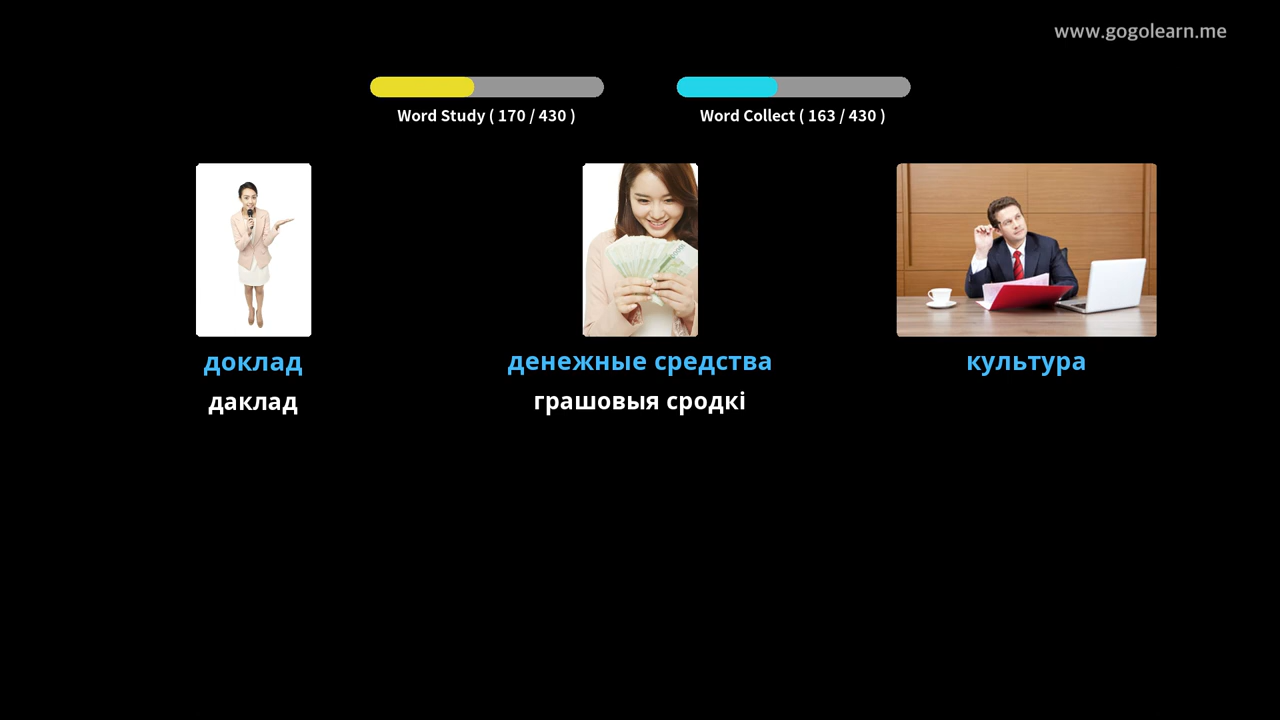 www.gogolearn.me
Word Study ( 170 / 430 )
Word Collect ( 163 / 430 )
доклад
денежные средства
культура
даклад
грашовыя сродкі